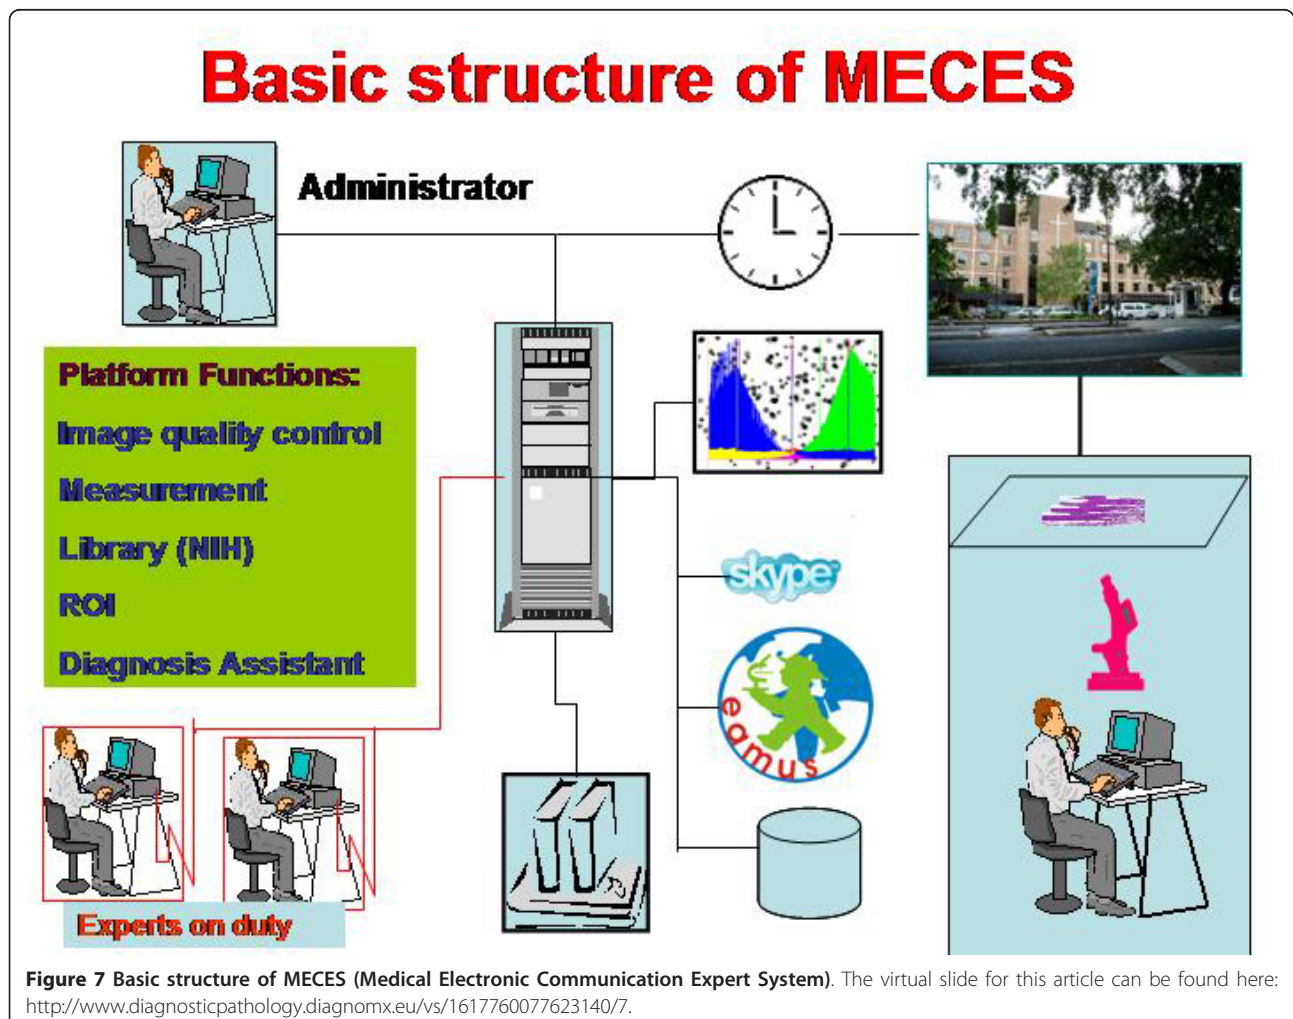 Basic structure of MECES
Administrator
Platform Functions:
Image quality control
Measurement
Library (NIH)
ROI
Diagnosis Assistant
skype
eamus
Experts on duty
Figure 7 Basic structure of MECES (Medical Electronic Communication Expert System). The virtual slide for this article can be found here:
http://www.diagnosticpathology.diagnomx.eu/vs/1617760077623140/7.